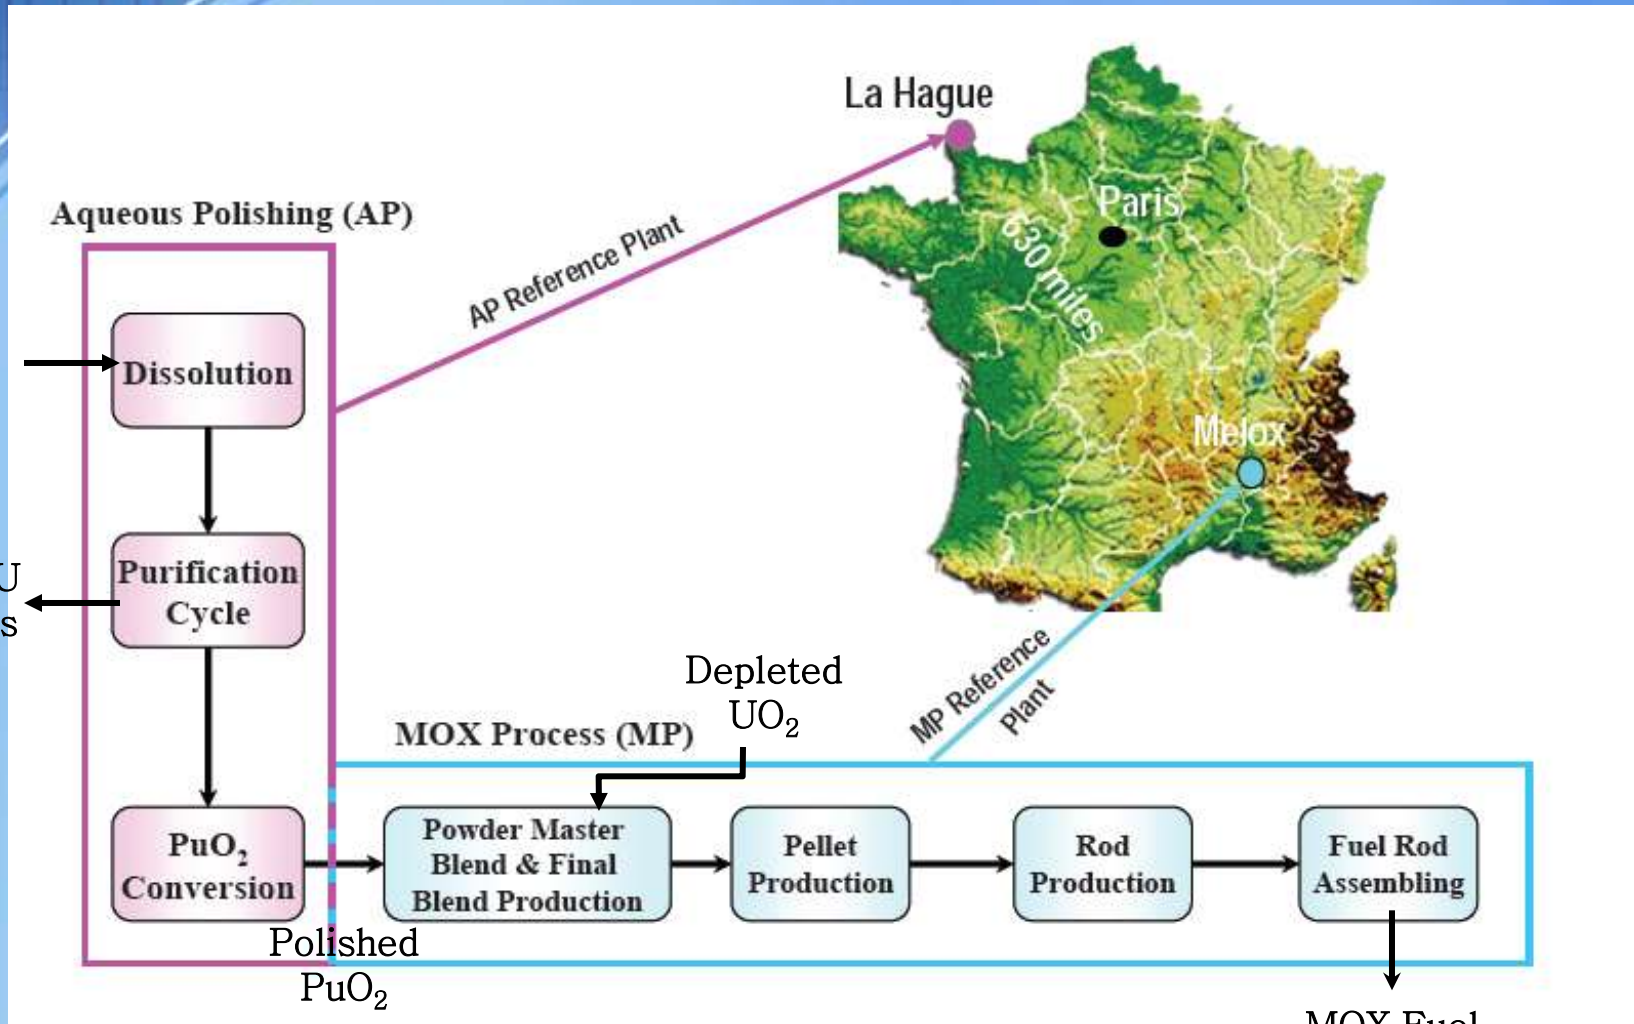 La Hague
Paris
630 miles
Melox
AP Reference Plant
MP Reference
Plant
Aqueous Polishing (AP)
Dissolution
U
s
Purification
Cycle
PuO₂
Conversion
Polished
PuO₂
MOX Process (MP)
Depleted
UO₂
Powder Master
Blend & Final
Blend Production
Pellet
Production
Rod
Production
Fuel Rod
Assembling
MOX Fuel